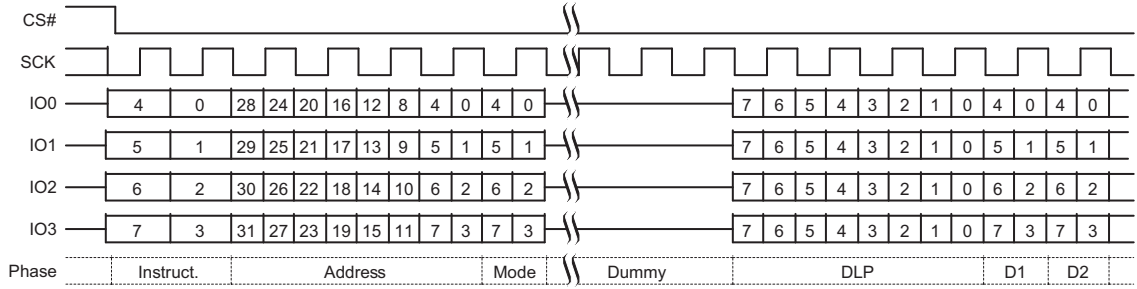 CS#
SCK
IO0 4 0 28 24 20 16 12 8 4 0 4 0 7 6 5 4 3 2 1 0 4 0 4 0
IO1 5 1 29 25 21 17 13 9 5 1 5 1 7 6 5 4 3 2 1 0 5 1 5 1
IO2 6 2 30 26 22 18 14 10 6 2 6 2 7 6 5 4 3 2 1 0 6 2 6 2
IO3 7 3 31 27 23 19 15 11 7 3 7 3 7 6 5 4 3 2 1 0 7 3 7 3
Phase Instruct. Address Mode Dummy DLP D1 D2